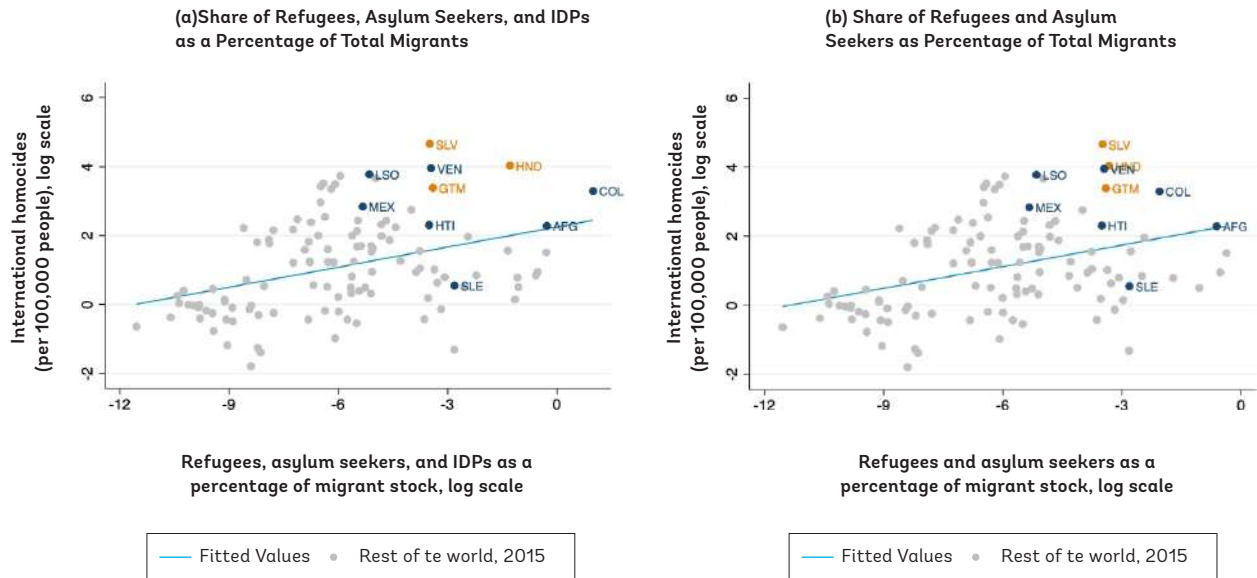 (a)Share of Refugees, Asylum Seekers, and IDPs
as a Percentage of Total Migrants
International homicides
(per 100,000 people), log scale
6
4
2
0
-2
SLV
HND
LSO
VEN
GTM
COL
MEX
HTI
AFG
SLE
-12
-9
-6
-3
0
Refugees, asylum seekers, and IDPs as a
percentage of migrant stock, log scale
Fitted Values
Rest of te world, 2015
(b) Share of Refugees and Asylum
Seekers as Percentage of Total Migrants
International homicides
(per 100,000 people), log scale
6
4
2
0
-2
SLV
HND
VEN
LSO
GTM
COL
MEX
HTI
AFG
SLE
-12
-9
-6
-3
0
Refugees and asylum seekers as a
percentage of migrant stock, log scale
Fitted Values
Rest of te world, 2015